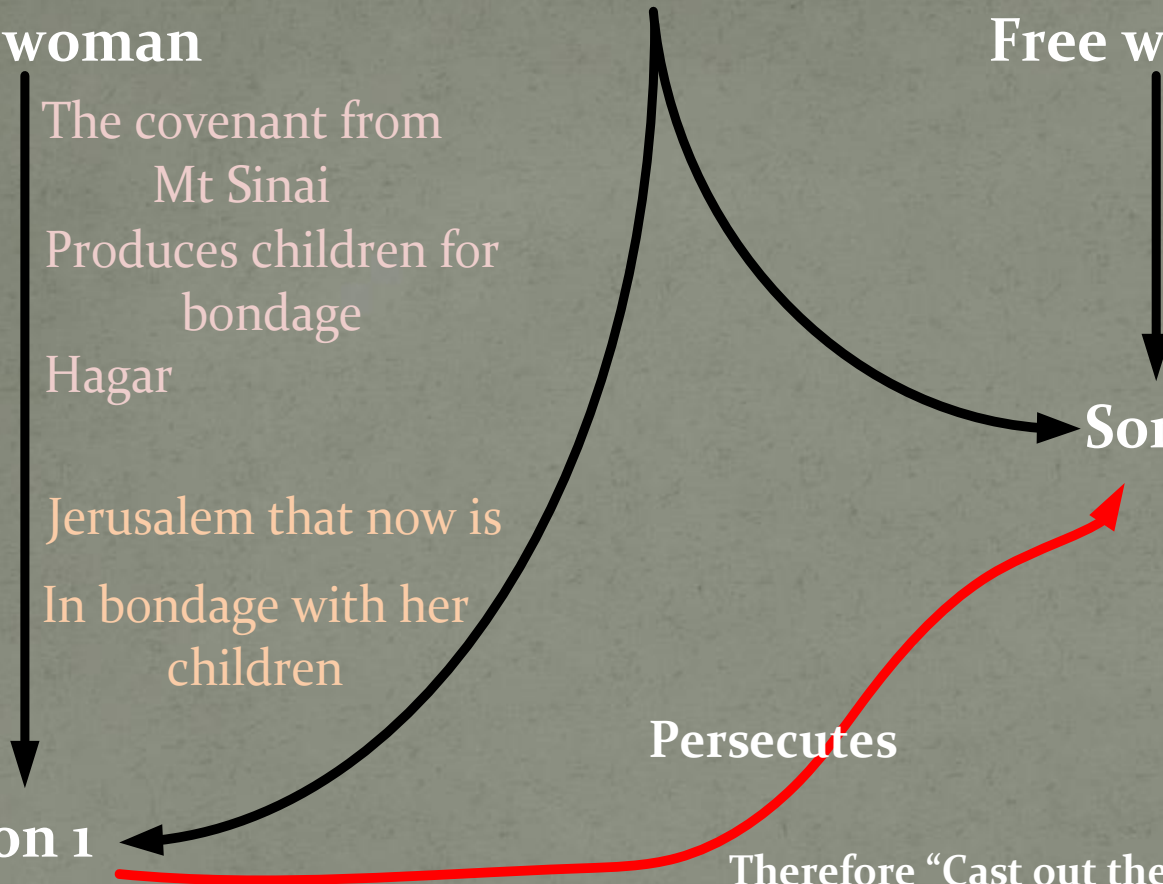 woman
Free w
The covenant from
Mt Sinai
Produces children for
bondage
Hagar
Jerusalem that now is
In bondage with her
children
Persecutes
on 1
Therefore “Cast out the